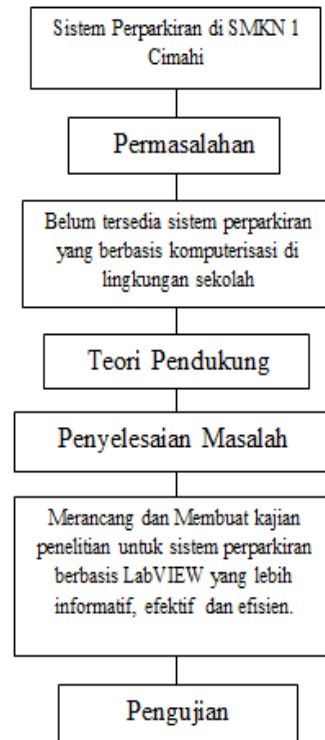 Sistem Perparkiran di SMKN 1
Cimahi
Permasalahan
Belum tersedia sistem perparkiran
yang berbasis komputerisasi di
lingkungan sekolah
Teori Pendukung
Penyelesaian Masalah
Merancang dan Membuat kajian
penelitian untuk sistem perparkiran
berbasis LabVIEW yang lebih
informatif, efektif dan efisien.
Pengujian